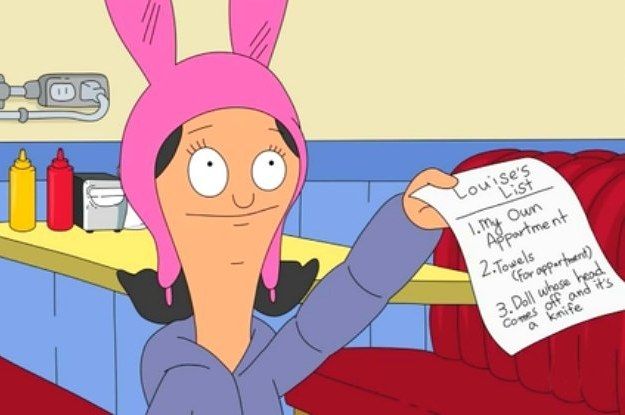 Louise's
List
1. My Own
Appartment
2. Towels
(For appartment)
3. Doll whose head
comes off and it's
a knife